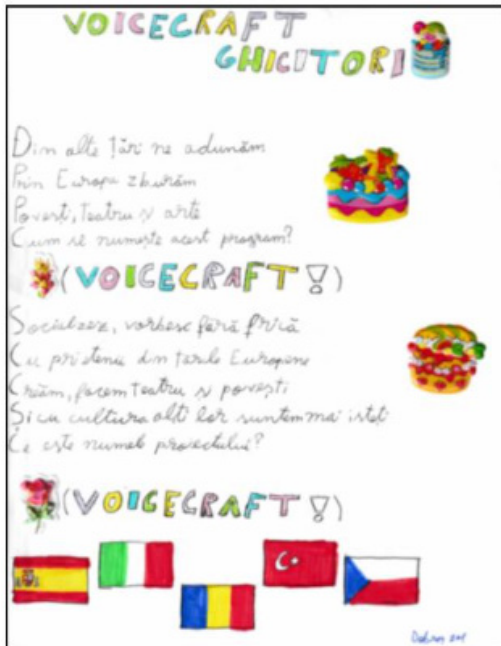 VOICECRAFT
GHICITORI
Din alte Țări ne adunăm
Prin Europa zburăm
Povești, Teatru și arte
Cum se numește acest program?
(VOICECRAFT!)
Socializez, vorbesc fără frică
Cu prietenii din țările Europene
Creăm, facem Teatru și povești
Și cu cultura altor suntem mai isteți
Ce este numele proiectului?
(VOICECRAFT!)